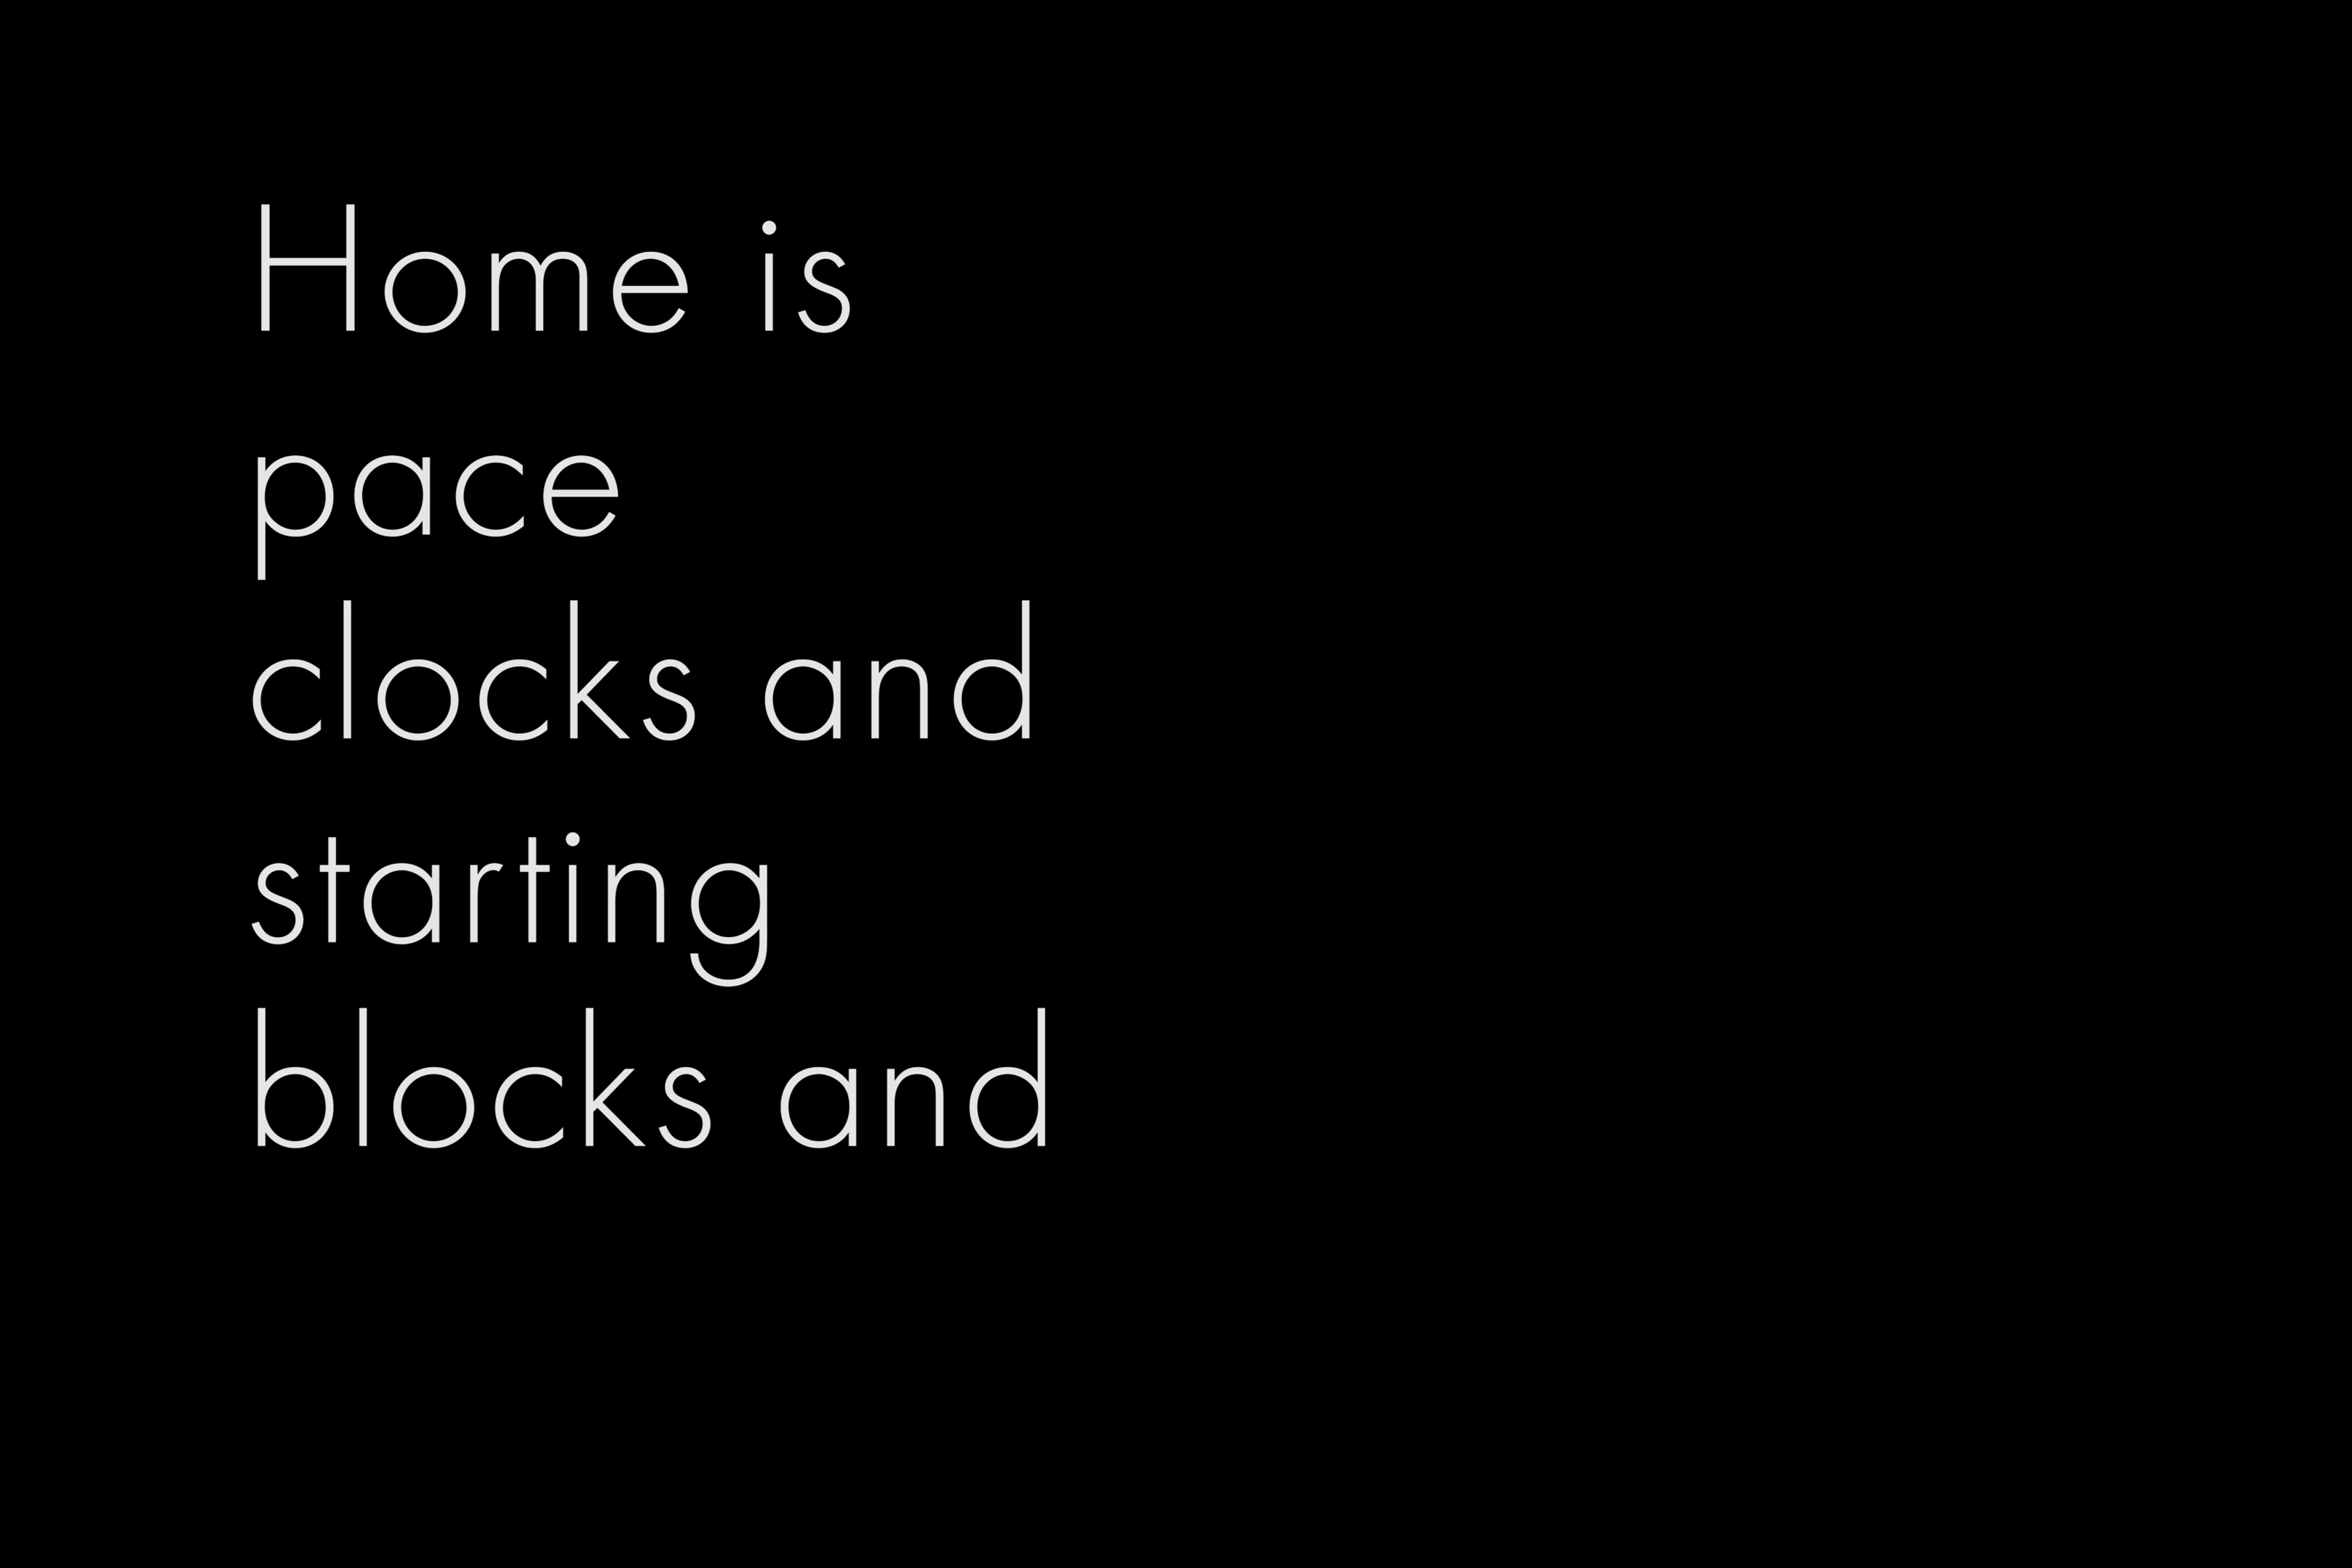 Home is
pace
clocks and
starting
blocks and